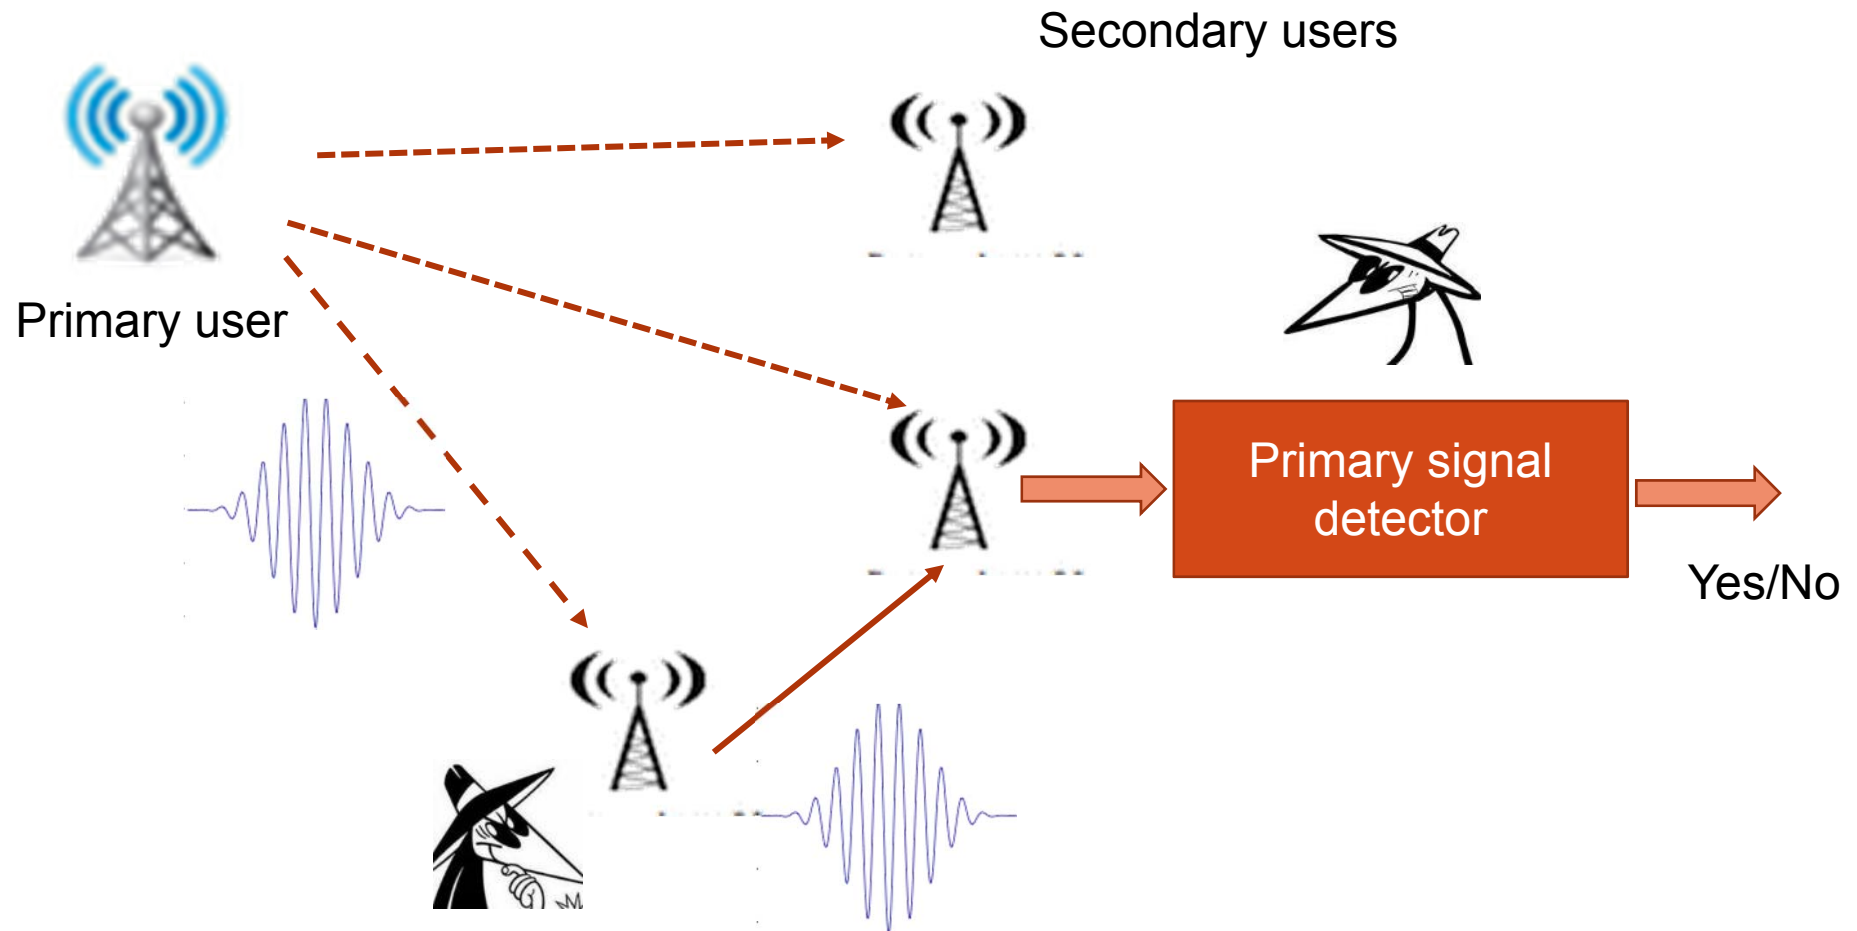 Secondary users
Primary user
Primary signal
detector
Yes/No